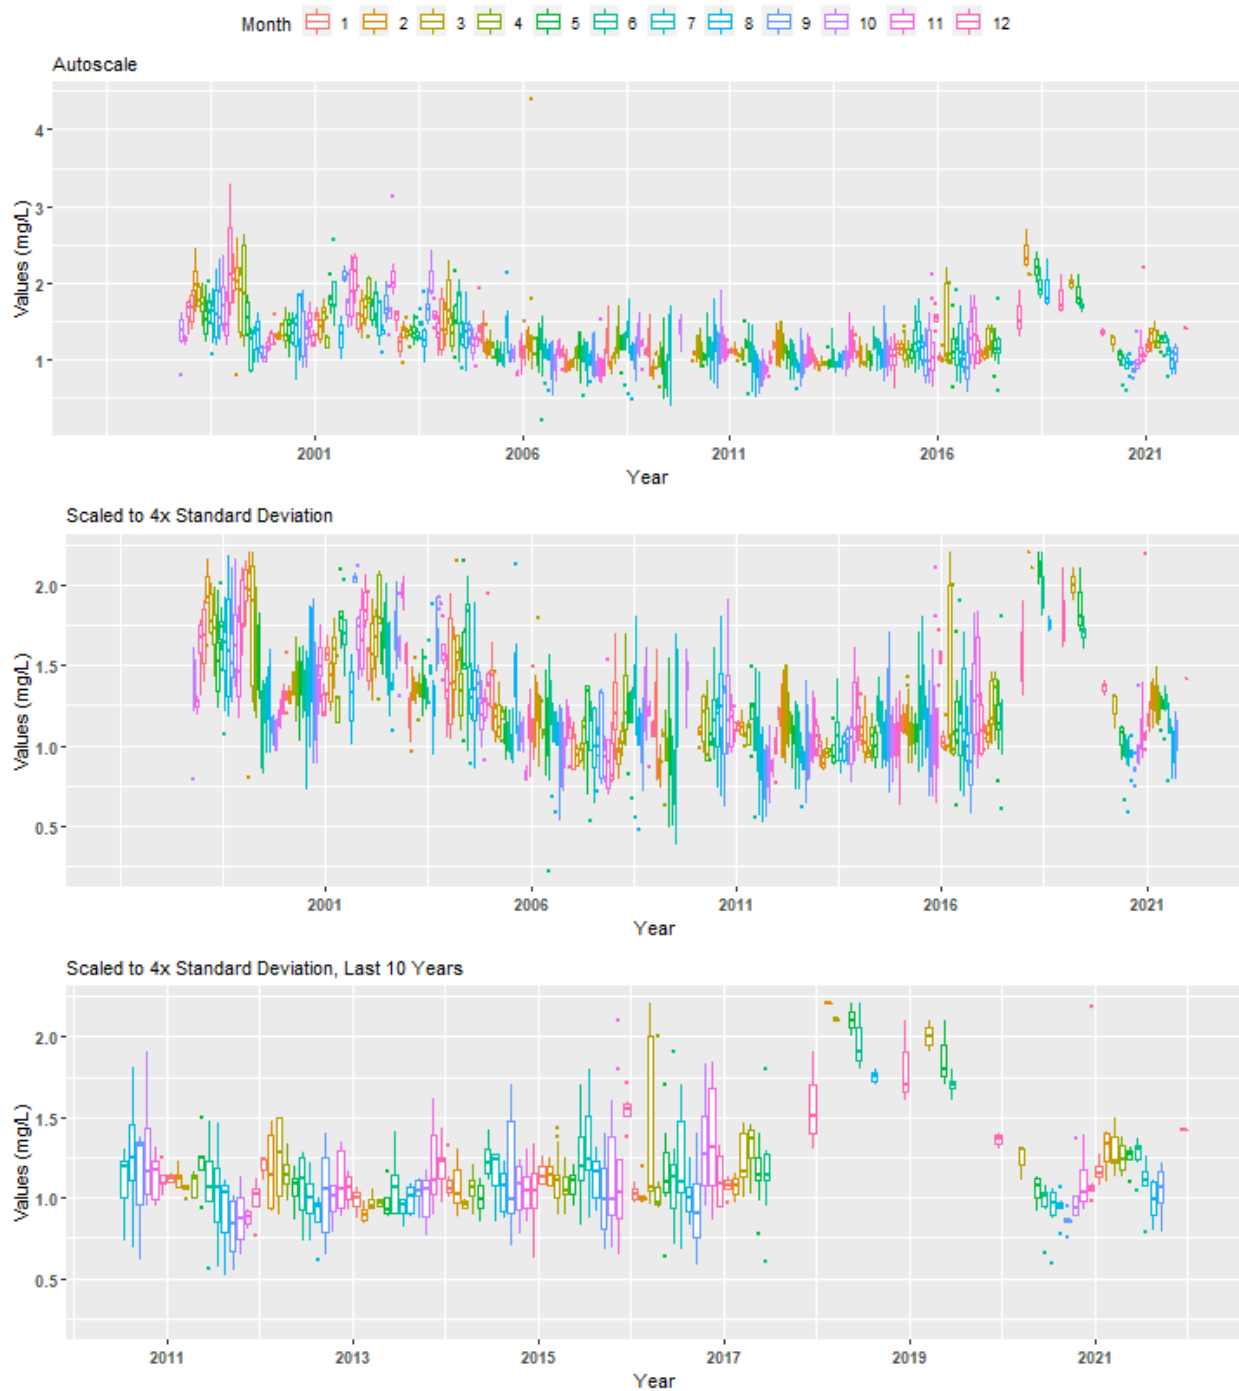 Month 1 2 3 4 5 6 7 8 9 10 11 12
Autoscale
Values (mg/L)
4
3
2
1
2001 2006 2011 2016 2021
Year
Scaled to 4x Standard Deviation
Values (mg/L)
2.0
1.5
1.0
0.5
2001 2006 2011 2016 2021
Year
Scaled to 4x Standard Deviation, Last 10 Years
Values (mg/L)
2.0
1.5
1.0
0.5
2011 2013 2015 2017 2019 2021
Year